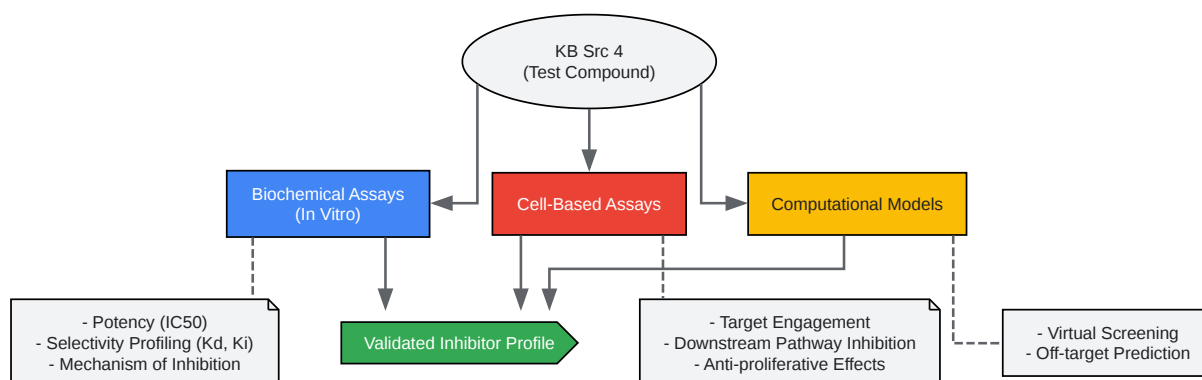 KB Src 4
(Test Compound)
Biochemical Assays
(In Vitro)
Cell-Based Assays
Computational Models
- Potency (IC50)
- Selectivity Profiling (Kd, Ki)
- Mechanism of Inhibition
Validated Inhibitor Profile
- Target Engagement
- Downstream Pathway Inhibition
- Anti-proliferative Effects
- Virtual Screening
- Off-target Prediction